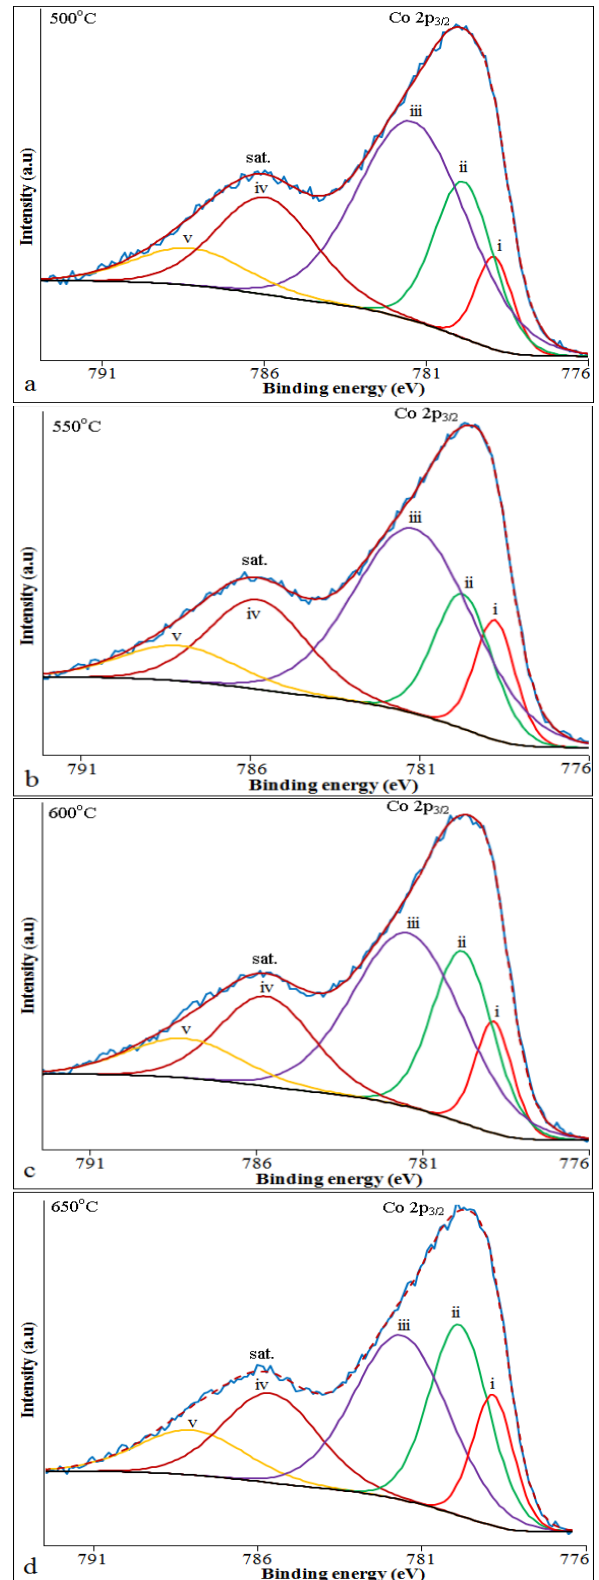 500°C
Co 2p3/2
iii
sat.
ii
iv
v
i
Intensity (a.u)
791
786
781
776
Binding energy (eV)
a
550°C
Co 2p3/2
iii
sat.
ii
iv
i
v
Intensity (a.u)
791
786
781
776
Binding energy (eV)
b
600°C
Co 2p3/2
iii
ii
sat.
iv
i
v
Intensity (a.u)
791
786
781
776
Binding energy (eV)
c
650°C
Co 2p3/2
ii
iii
sat.
iv
i
v
Intensity (a.u)
791
786
781
776
Binding energy (eV)
d